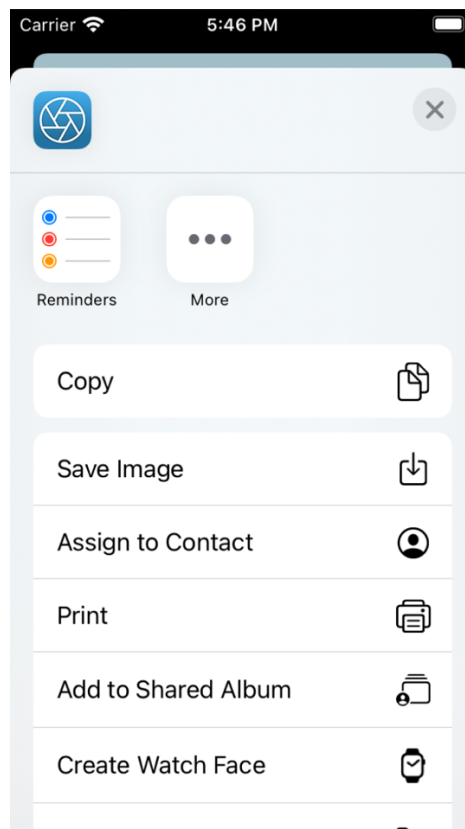 Carrier 5:46 PM
Reminders More
Copy
Save Image
Assign to Contact
Print
Add to Shared Album
Create Watch Face